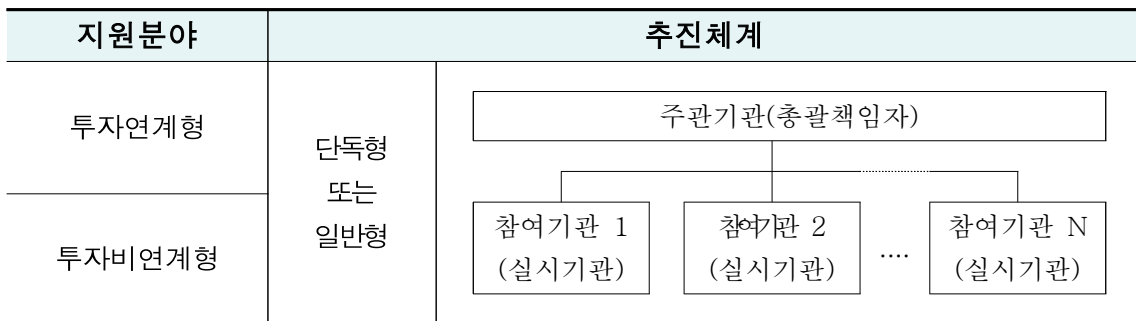 지원분야 추진체계
투자연계형
투자비연계형
단독형
또는
일반형
주관기관(총괄책임자)
참여기관 1
(실시기관)
참여기관 2
(실시기관)
....
참여기관 N
(실시기관)